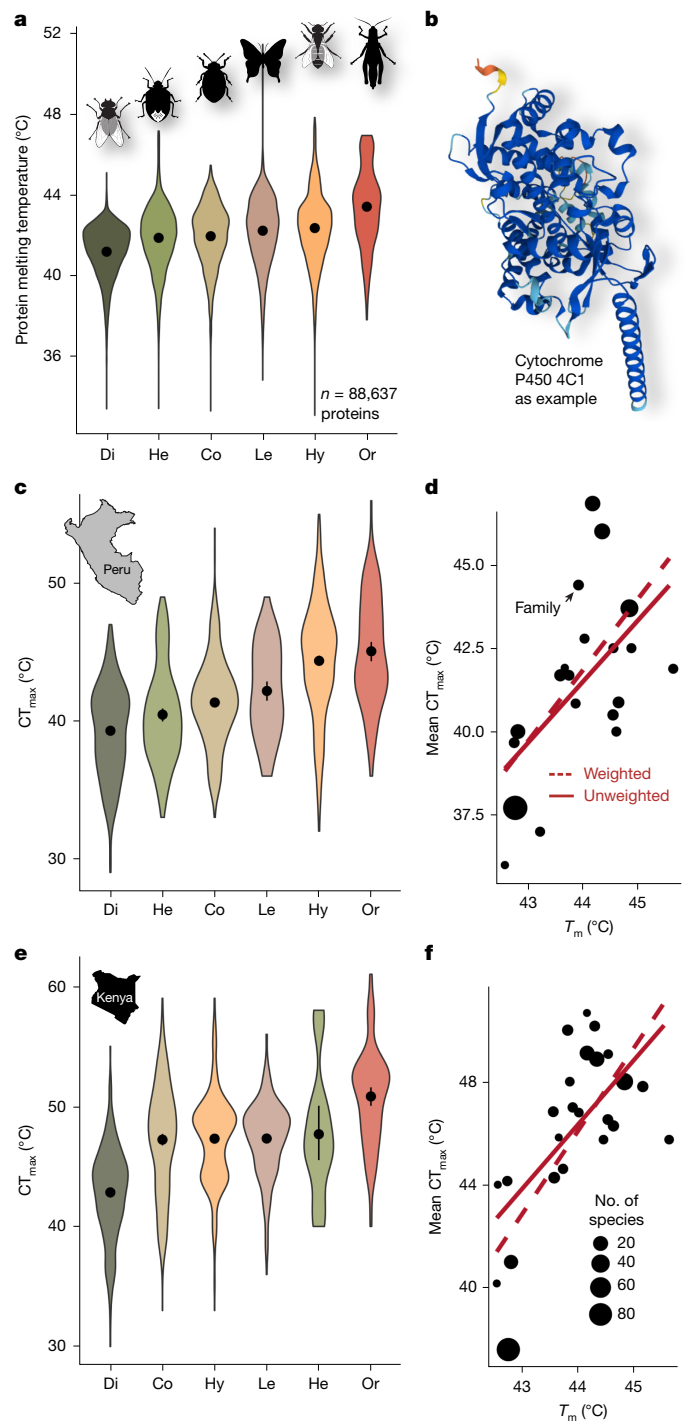 a
52
48
44
40
36
Protein melting temperature (°C)
n = 88,637
proteins
Di He Co Le Hy Or
b
Cytochrome
P450 4C1
as example
c
Peru
50
40
30
CTmax (°C)
Di He Co Le Hy Or
d
45.0
42.5
40.0
37.5
Mean CTmax (°C)
Family
Weighted
Unweighted
43 44 45
Tm (°C)
e
Kenya
60
50
40
30
CTmax (°C)
Di Co Hy Le He Or
f
48
44
40
Mean CTmax (°C)
No. of
species
20
40
60
80
43 44 45
Tm (°C)